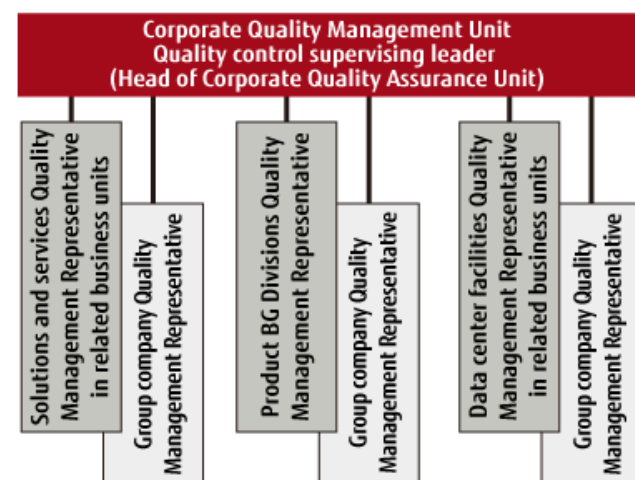 Corporate Quality Management Unit
Quality control supervising leader
(Head of Corporate Quality Assurance Unit)
Solutions and services Quality
Management Representative
in related business units
Group company Quality
Management Representative
Product BG Divisions Quality
Management Representative
Group company Quality
Management Representative
Data center facilities Quality
Management Representative
in related business units
Group company Quality
Management Representative